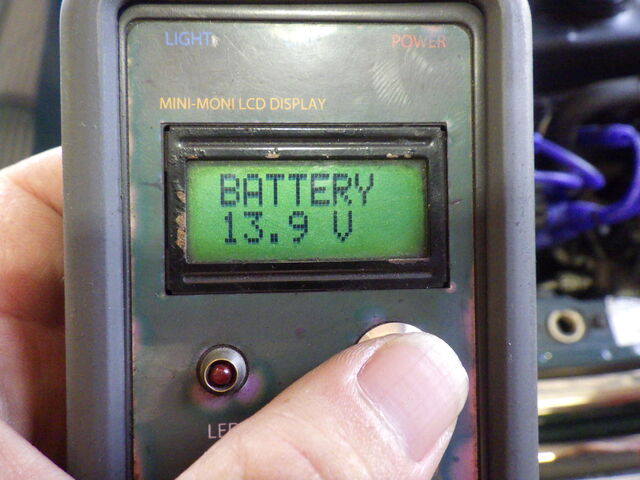 LIGHT POWER
MINI-MONI LCD DISPLAY
BATTERY
13.9 V